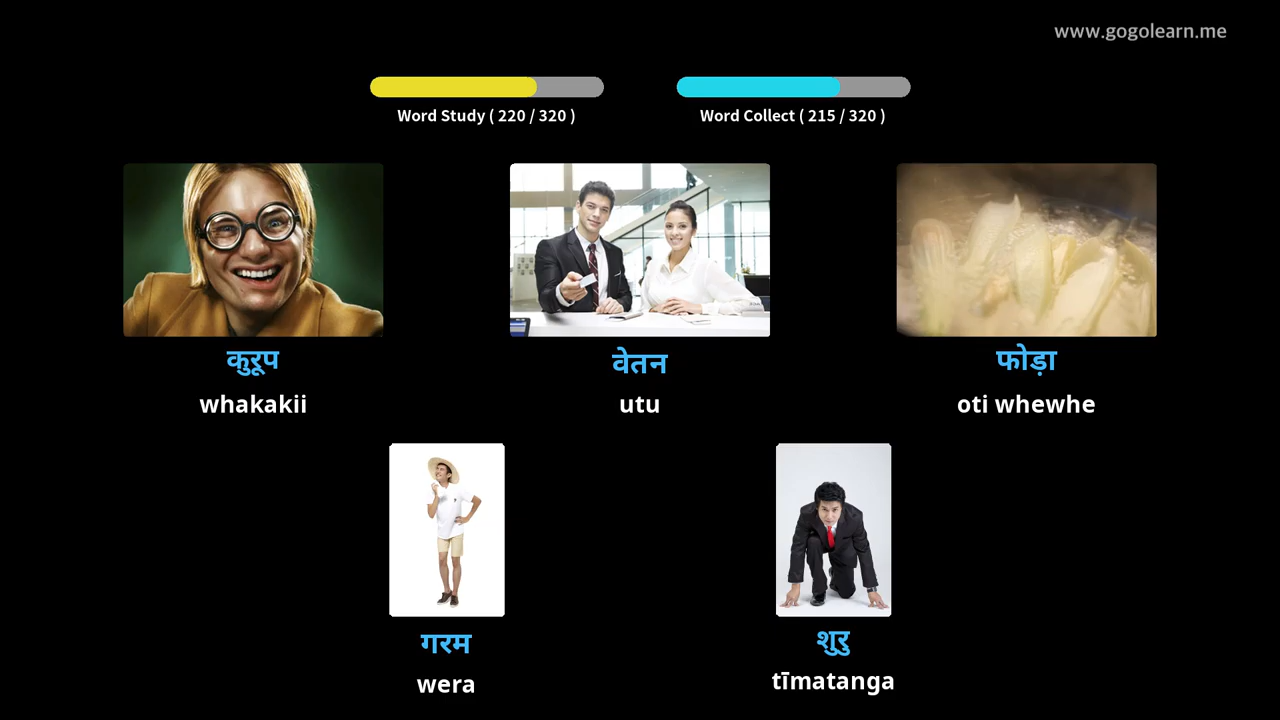 www.gogolearn.me
Word Study ( 220 / 320 )
Word Collect ( 215 / 320 )
कुरूप
वेतन
फोड़ा
whakakii
utu
oti whewhe
गरम
शुरु
wera
tīmatanga